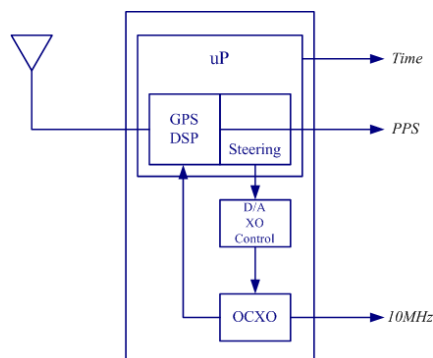 uP
Time
GPS
DSP
PPS
Steering
D/A
XO
Control
OCXO
10MHz